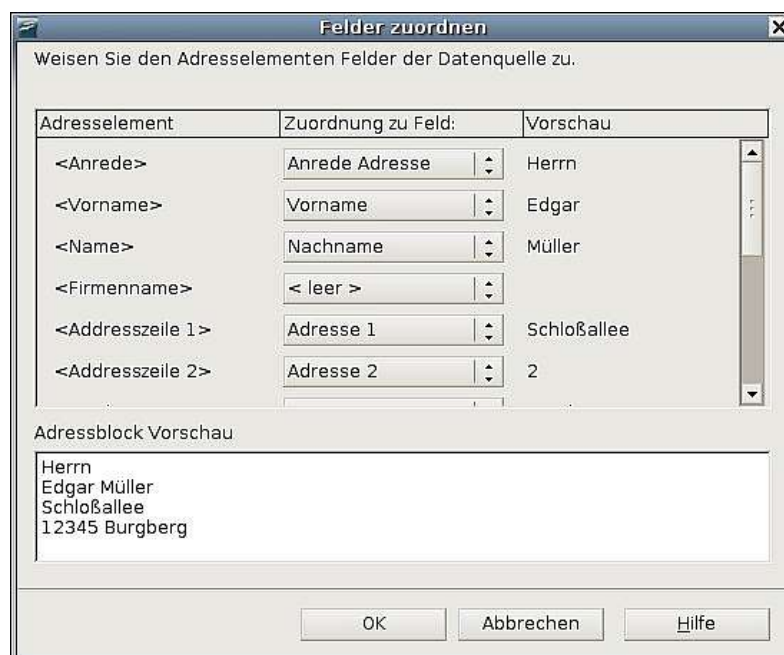 Felder zuordnen
Weisen Sie den Adresselementen Felder der Datenquelle zu.
Adresselement Zuordnung zu Feld: Vorschau
<Anrede> Anrede Adresse Herrn
<Vorname> Vorname Edgar
<Name> Nachname Müller
<Firmenname> < leer >
<Addresszeile 1> Adresse 1 Schloßallee
<Addresszeile 2> Adresse 2 2
Adressblock Vorschau
Herrn
Edgar Müller
Schloßallee
12345 Burgberg
OK Abbrechen Hilfe